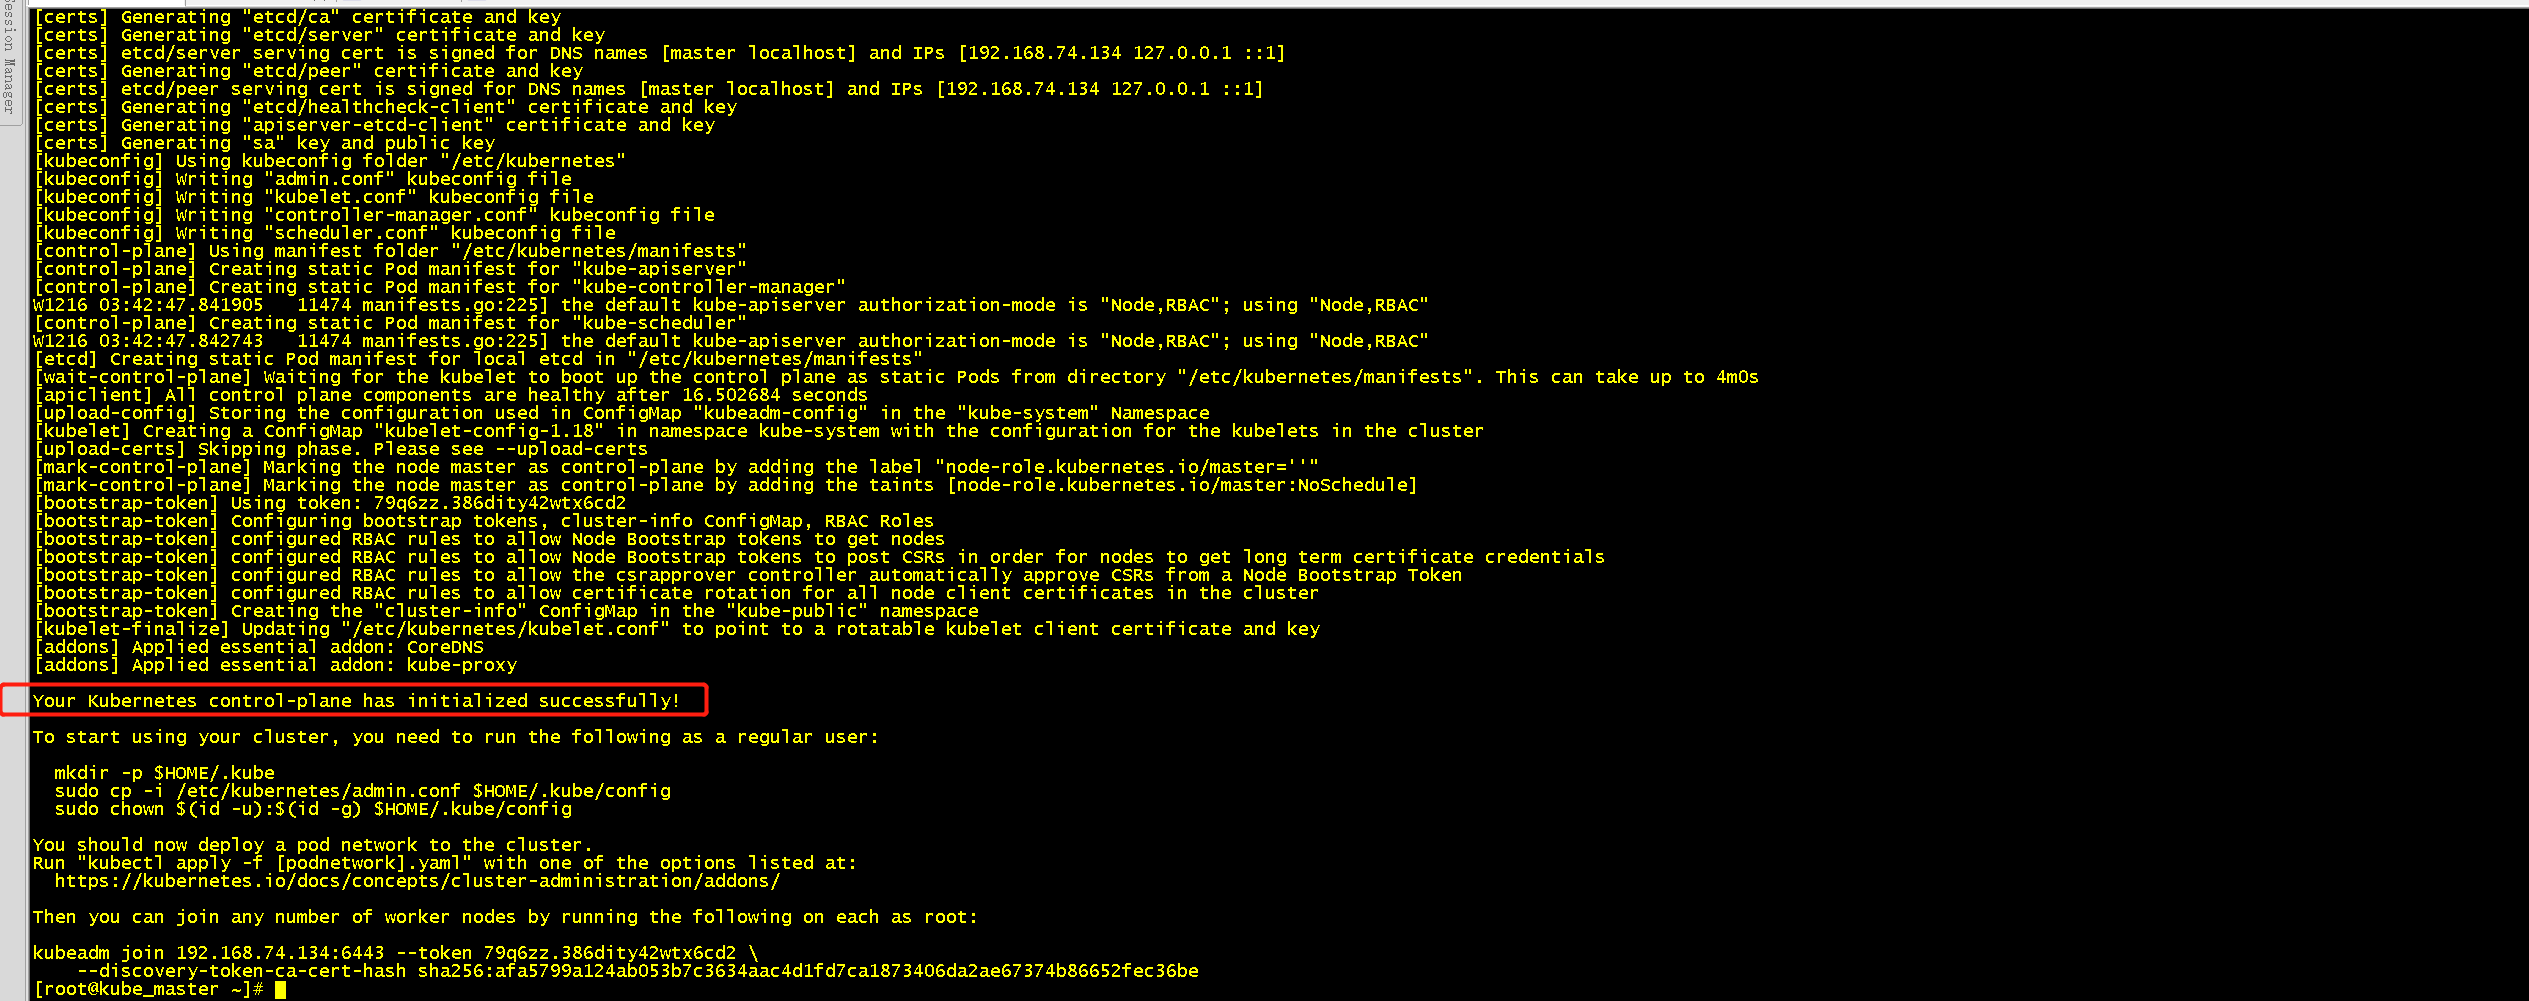 Session Manager
[certs] Generating "etcd/ca" certificate and key
[certs] Generating "etcd/server" certificate and key
[certs] etcd/server serving cert is signed for DNS names [master localhost] and IPs [192.168.74.134 127.0.0.1 ::1]
[certs] Generating "etcd/peer" certificate and key
[certs] etcd/peer serving cert is signed for DNS names [master localhost] and IPs [192.168.74.134 127.0.0.1 ::1]
[certs] Generating "etcd/healthcheck-client" certificate and key
[certs] Generating "apiserver-etcd-client" certificate and key
[certs] Generating "sa" key and public key
[kubeconfig] Using kubeconfig folder "/etc/kubernetes"
[kubeconfig] Writing "admin.conf" kubeconfig file
[kubeconfig] Writing "kubelet.conf" kubeconfig file
[kubeconfig] Writing "controller-manager.conf" kubeconfig file
[kubeconfig] Writing "scheduler.conf" kubeconfig file
[control-plane] Using manifest folder "/etc/kubernetes/manifests"
[control-plane] Creating static Pod manifest for "kube-apiserver"
[control-plane] Creating static Pod manifest for "kube-controller-manager"
W1216 03:42:47.841905   11474 manifests.go:225] the default kube-apiserver authorization-mode is "Node,RBAC"; using "Node,RBAC"
[control-plane] Creating static Pod manifest for "kube-scheduler"
W1216 03:42:47.842743   11474 manifests.go:225] the default kube-apiserver authorization-mode is "Node,RBAC"; using "Node,RBAC"
[etcd] Creating static Pod manifest for local etcd in "/etc/kubernetes/manifests"
[wait-control-plane] Waiting for the kubelet to boot up the control plane as static Pods from directory "/etc/kubernetes/manifests". This can take up to 4m0s
[apiclient] All control plane components are healthy after 16.502684 seconds
[upload-config] Storing the configuration used in ConfigMap "kubeadm-config" in the "kube-system" Namespace
[kubelet] Creating a ConfigMap "kubelet-config-1.18" in namespace kube-system with the configuration for the kubelets in the cluster
[upload-certs] Skipping phase. Please see --upload-certs
[mark-control-plane] Marking the node master as control-plane by adding the label "node-role.kubernetes.io/master=''"
[mark-control-plane] Marking the node master as control-plane by adding the taints [node-role.kubernetes.io/master:NoSchedule]
[bootstrap-token] Using token: 79q6zz.386dity42wtx6cd2
[bootstrap-token] Configuring bootstrap tokens, cluster-info ConfigMap, RBAC Roles
[bootstrap-token] configured RBAC rules to allow Node Bootstrap tokens to get nodes
[bootstrap-token] configured RBAC rules to allow Node Bootstrap tokens to post CSRs in order for nodes to get long term certificate credentials
[bootstrap-token] configured RBAC rules to allow the csrapprover controller automatically approve CSRs from a Node Bootstrap Token
[bootstrap-token] configured RBAC rules to allow certificate rotation for all node client certificates in the cluster
[bootstrap-token] Creating the "cluster-info" ConfigMap in the "kube-public" namespace
[kubelet-finalize] Updating "/etc/kubernetes/kubelet.conf" to point to a rotatable kubelet client certificate and key
[addons] Applied essential addon: CoreDNS
[addons] Applied essential addon: kube-proxy
Your Kubernetes control-plane has initialized successfully!
To start using your cluster, you need to run the following as a regular user:
mkdir -p $HOME/.kube
sudo cp -i /etc/kubernetes/admin.conf $HOME/.kube/config
sudo chown $(id -u):$(id -g) $HOME/.kube/config
You should now deploy a pod network to the cluster.
Run "kubectl apply -f [podnetwork].yaml" with one of the options listed at:
https://kubernetes.io/docs/concepts/cluster-administration/addons/
Then you can join any number of worker nodes by running the following on each as root:
kubeadm join 192.168.74.134:6443 --token 79q6zz.386dity42wtx6cd2 \
--discovery-token-ca-cert-hash sha256:afa5799a124ab053b7c3634aac4d1fd7ca1873406da2ae67374b86652fec36be
[root@kube_master ~]#